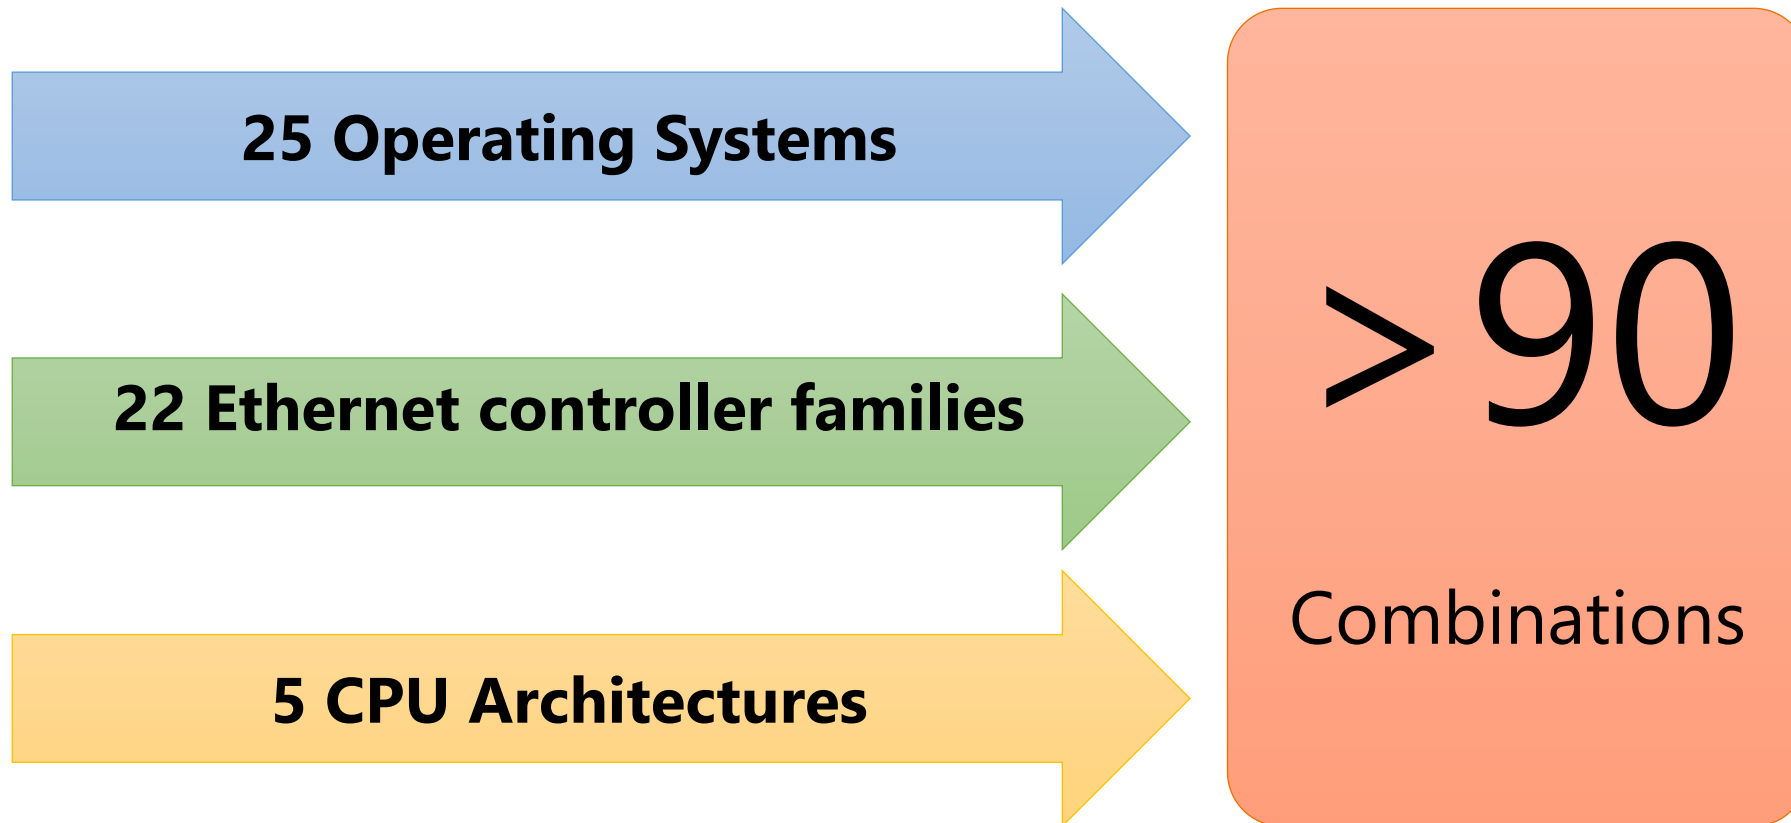 25 Operating Systems
22 Ethernet controller families
5 CPU Architectures
>90
Combinations